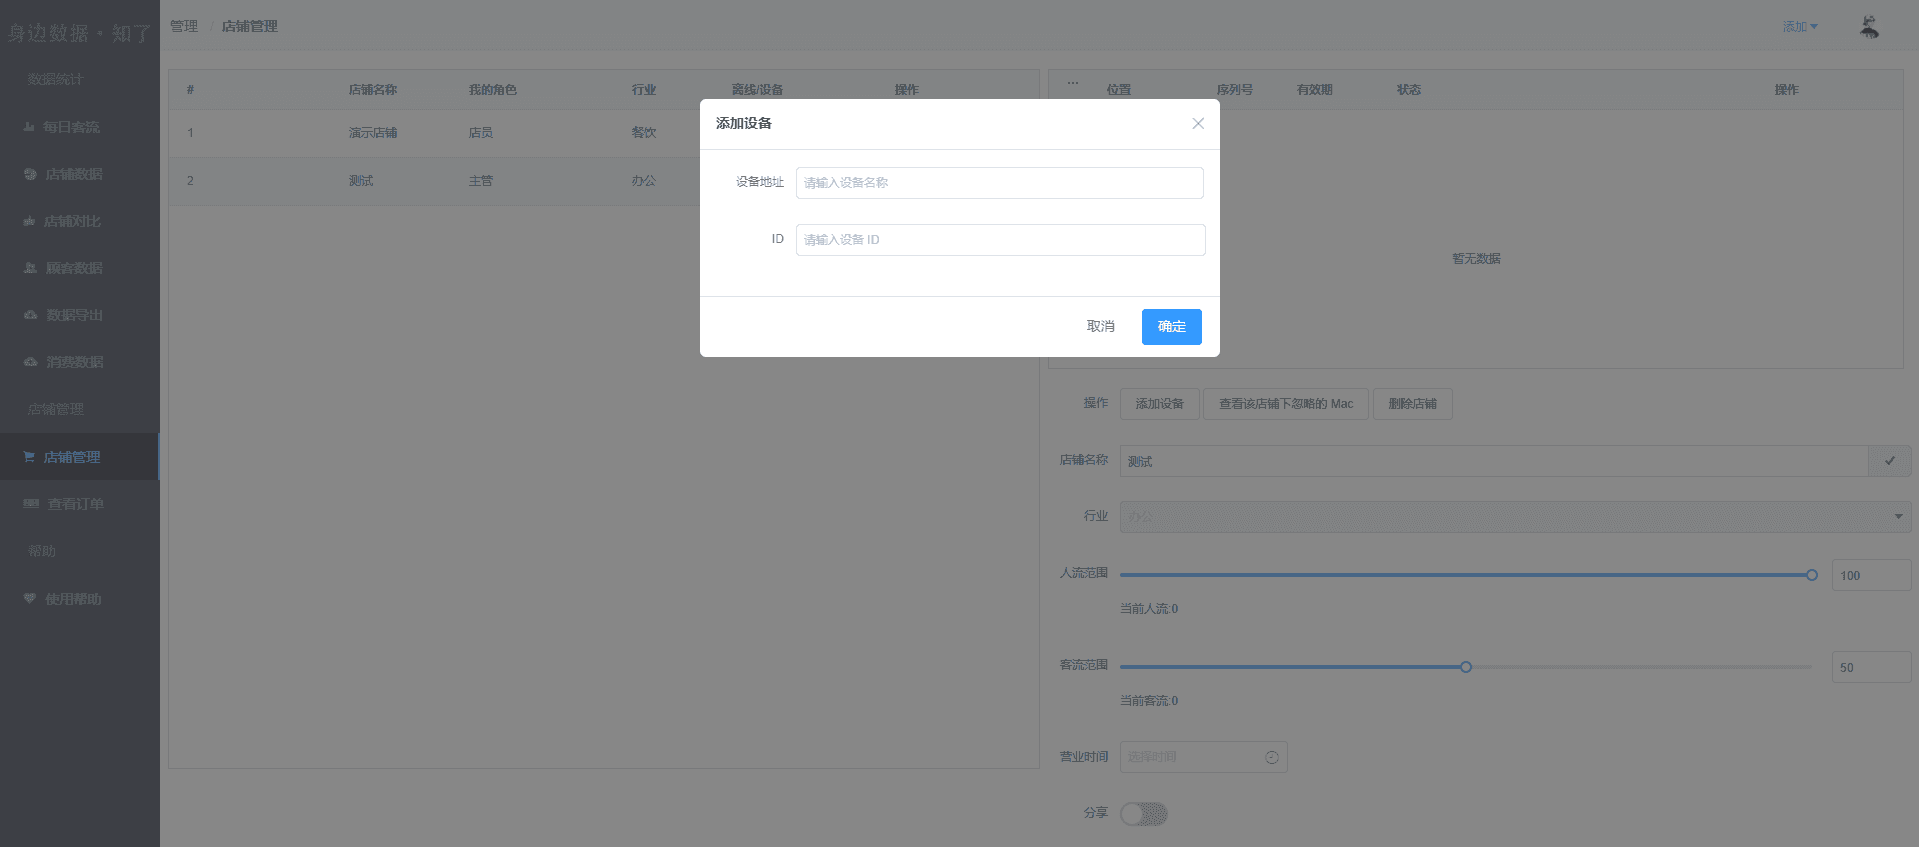 身边数据·知了
管理 / 店铺管理
添加
数据统计
每日客流
店铺数据
店铺对比
顾客数据
数据导出
消费数据
店铺管理
店铺管理
查看订单
帮助
使用帮助
# 店铺名称 我的角色 行业 离线/设备 操作
1 演示店铺 店员 餐饮
2 测试 主管 办公
... 位置 序列号 有效期 状态 操作
暂无数据
添加设备
设备地址 请输入设备名称
ID 请输入设备 ID
取消 确定
操作 添加设备 查看该店铺下忽略的 Mac 删除店铺
店铺名称 测试
行业 办公
人流范围 100
当前人流:0
客流范围 50
当前客流:0
营业时间 选择时间
分享